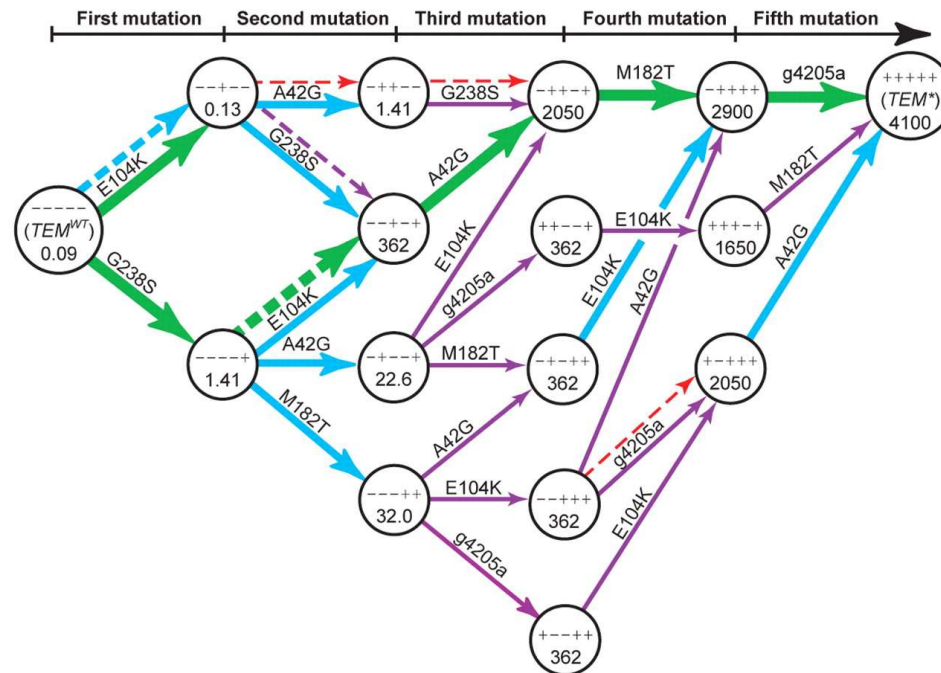 First mutation Second mutation Third mutation Fourth mutation Fifth mutation
−−+−−
0.13
A42G
−++−−
1.41
G238S
−++−+
2050
M182T
−++++
2900
g4205a
+++++
(TEM*)
4100
E104K
G238S
A42G
M182T
−−−−−
(TEMWT)
0.09
−−+−+
362
E104K
++−−+
362
E104K
+++−+
1650
G238S
E104K
g4205a
E104K
A42G
A42G
−−−−+
1.41
A42G
−+−−+
22.6
M182T
−+−++
362
+−+++
2050
M182T
A42G
g4205a
−−−++
32.0
E104K
−−+++
362
E104K
g4205a
+−−++
362